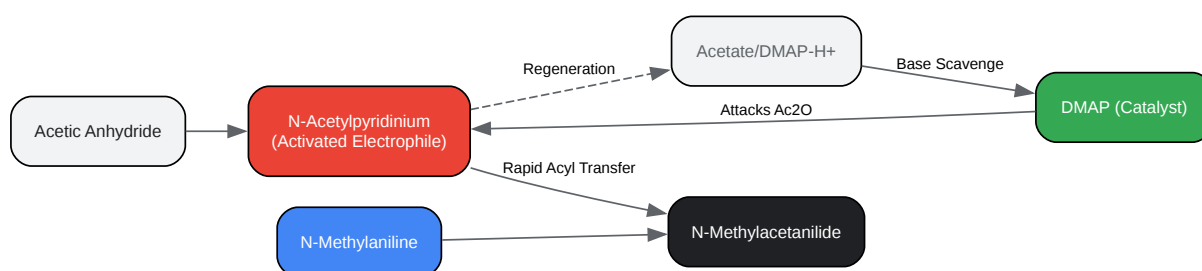 Acetate/DMAP-H+
Regeneration
Base Scavenge
Acetic Anhydride
N-Acetylpyridinium
(Activated Electrophile)
Attacks Ac2O
DMAP (Catalyst)
Rapid Acyl Transfer
N-Methylaniline
N-Methylacetanilide